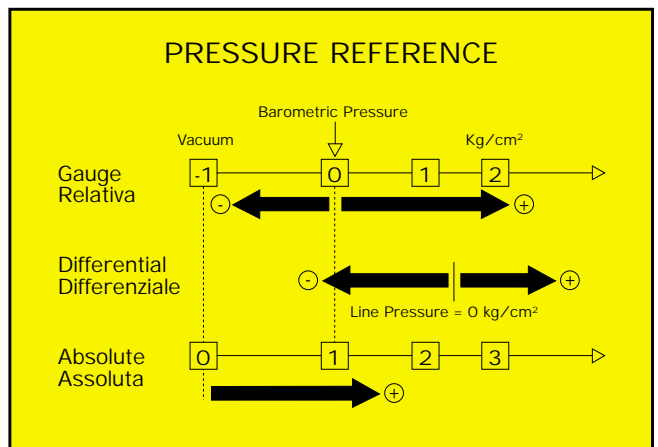 PRESSURE REFERENCE
Barometric Pressure
Vacuum
Kg/cm²
Gauge
Relativa
-1 0 1 2
- +
Differential
Differenziale
- +
Line Pressure = 0 kg/cm²
Absolute
Assoluta
0 1 2 3
+